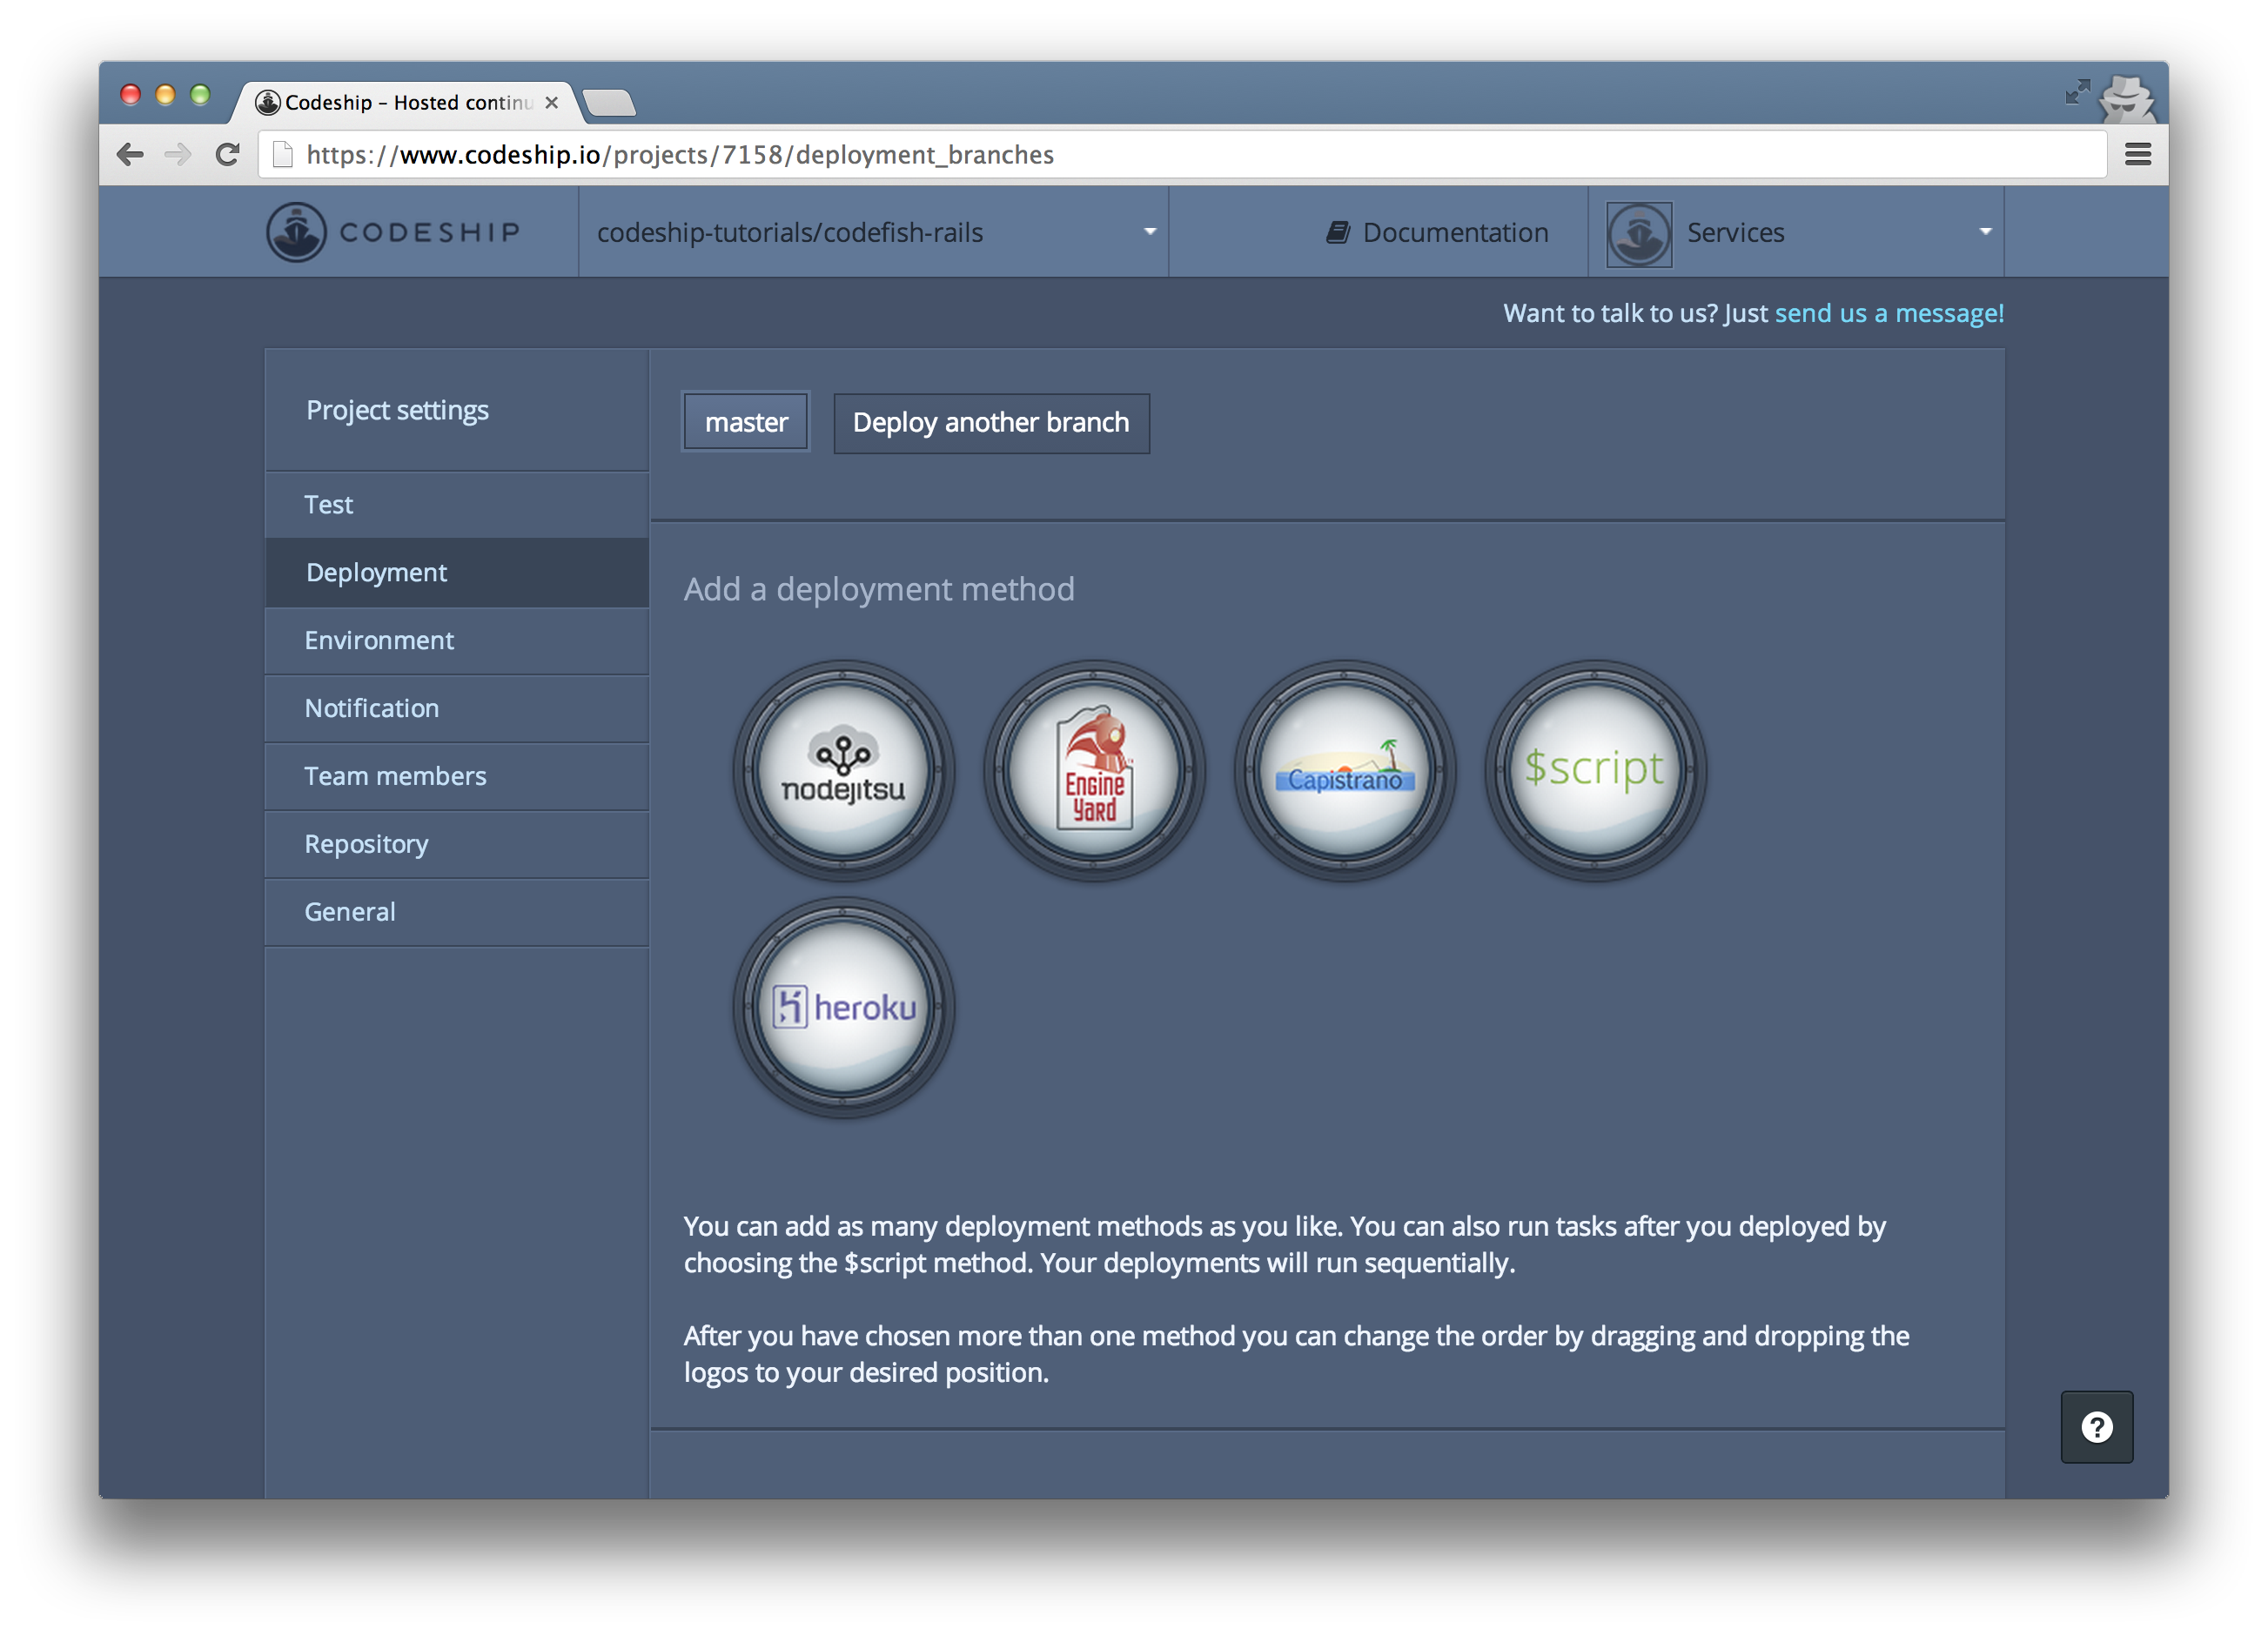 Codeship – Hosted continu
https://www.codeship.io/projects/7158/deployment_branches
CODESHIP
codeship-tutorials/codefish-rails
Documentation
Services
Want to talk to us? Just send us a message!
Project settings
Test
Deployment
Environment
Notification
Team members
Repository
General
master
Deploy another branch
Add a deployment method
nodejitsu
Engine
Yard
Capistrano
$script
heroku
You can add as many deployment methods as you like. You can also run tasks after you deployed by
choosing the $script method. Your deployments will run sequentially.
After you have chosen more than one method you can change the order by dragging and dropping the
logos to your desired position.
?